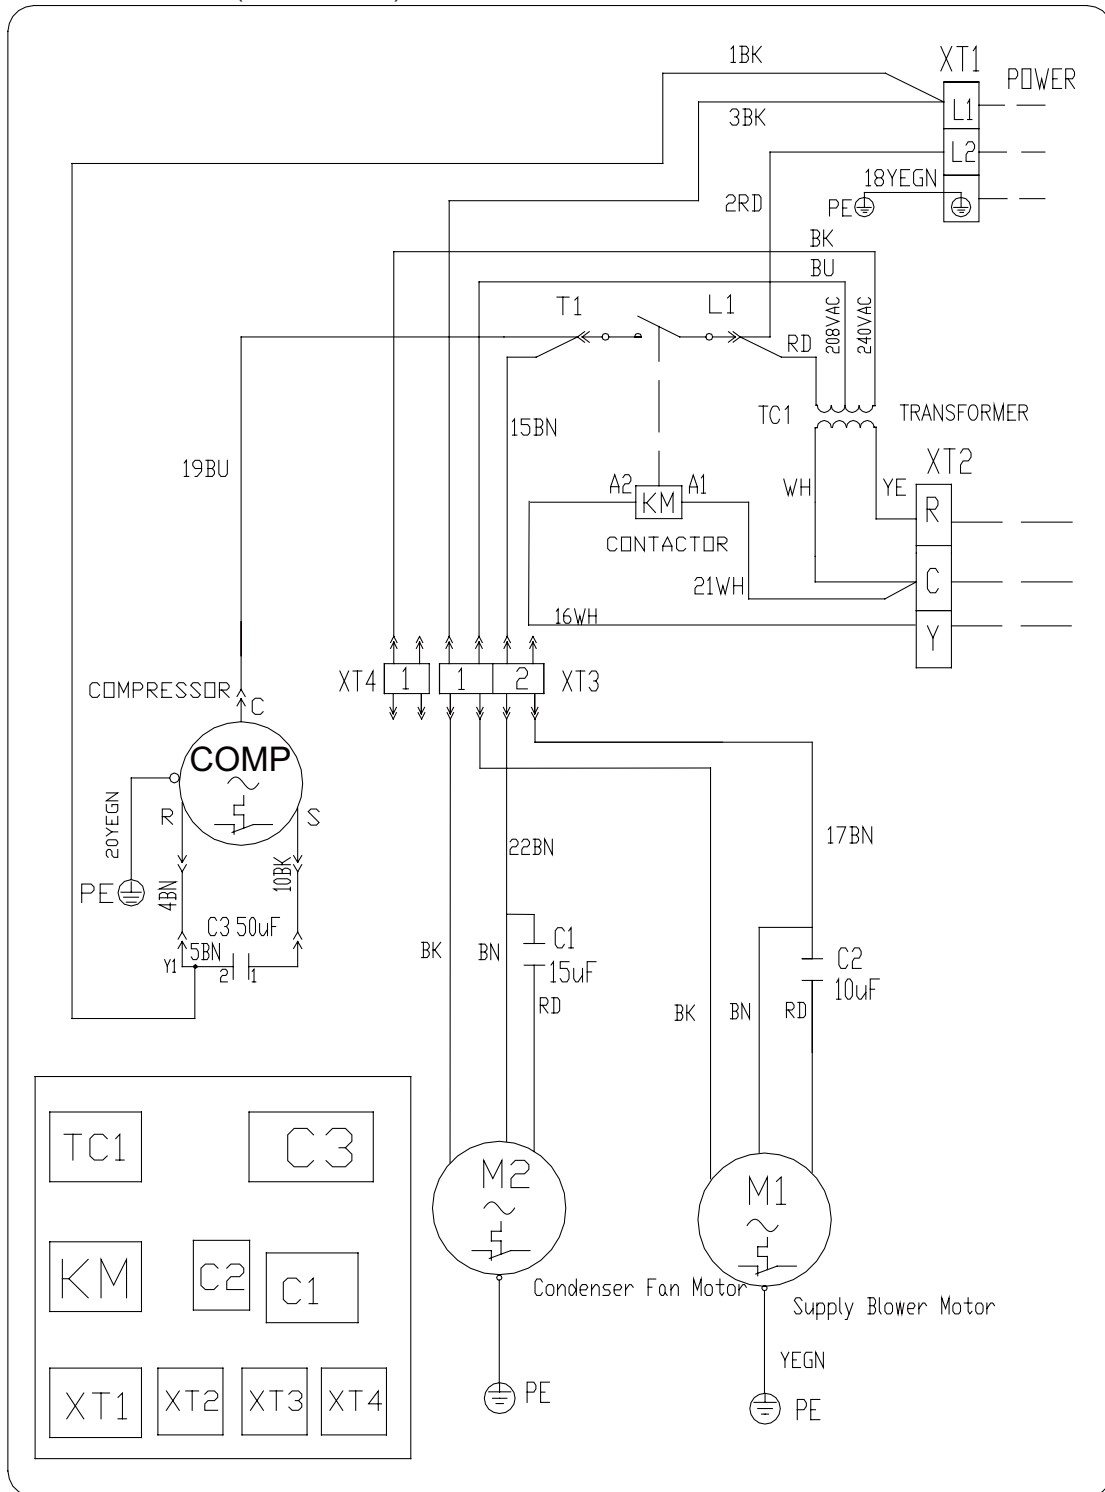 1BK
XT1
POWER
L1
3BK
L2
18YEGN
2RD
PE
BK
BU
T1
L1
208VAC
240VAC
RD
TC1
TRANSFORMER
15BN
19BU
XT2
A2
KM
A1
WH
YE
R
CONTACTOR
21WH
C
16WH
Y
XT4
1
1
2
XT3
COMPRESSOR
C
COMP
R
S
20YEGN
22BN
17BN
PE
4BN
10BK
C3 50uF
Y1
5BN
2
1
BK
BN
C1
15uF
RD
C2
10uF
BK
BN
RD
TC1
C3
M2
M1
KM
C2
C1
Condenser Fan Motor
Supply Blower Motor
YEGN
XT1
XT2
XT3
XT4
PE
PE